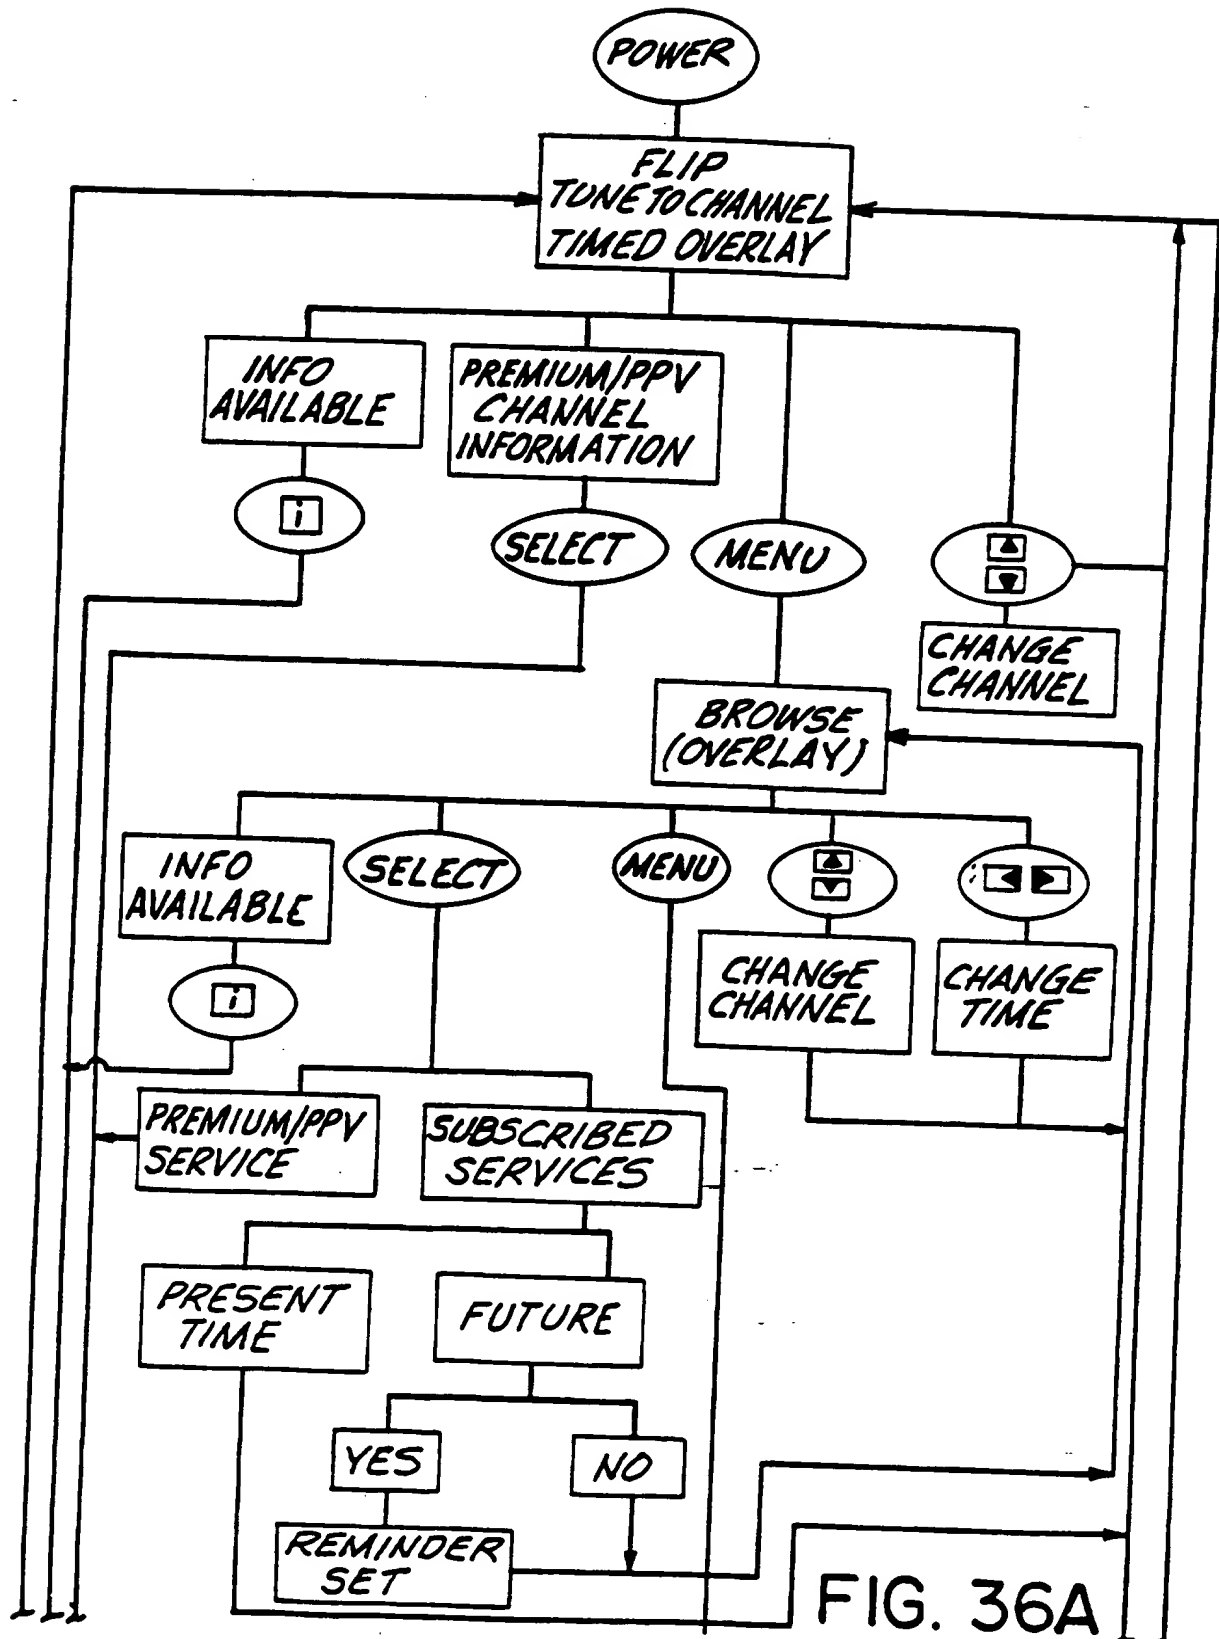 POWER
FLIP
TUNE TO CHANNEL
TIMED OVERLAY
INFO
AVAILABLE
PREMIUM/PPV
CHANNEL
INFORMATION
i
SELECT
MENU
CHANGE
CHANNEL
BROWSE
(OVERLAY)
INFO
AVAILABLE
SELECT
MENU
i
CHANGE
CHANNEL
CHANGE
TIME
PREMIUM/PPV
SERVICE
SUBSCRIBED
SERVICES
PRESENT
TIME
FUTURE
YES
NO
REMINDER
SET
FIG. 36A